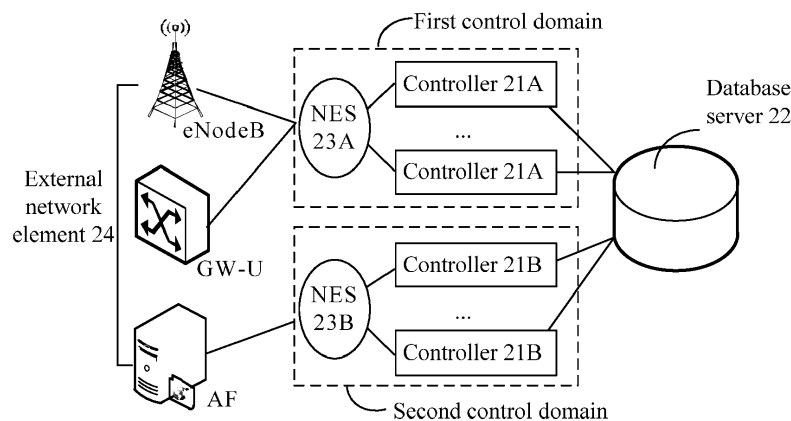 First control domain
eNodeB
NES
23A
Controller 21A
...
Controller 21A
Database
server 22
External
network
element 24
GW-U
NES
23B
Controller 21B
...
Controller 21B
AF
Second control domain